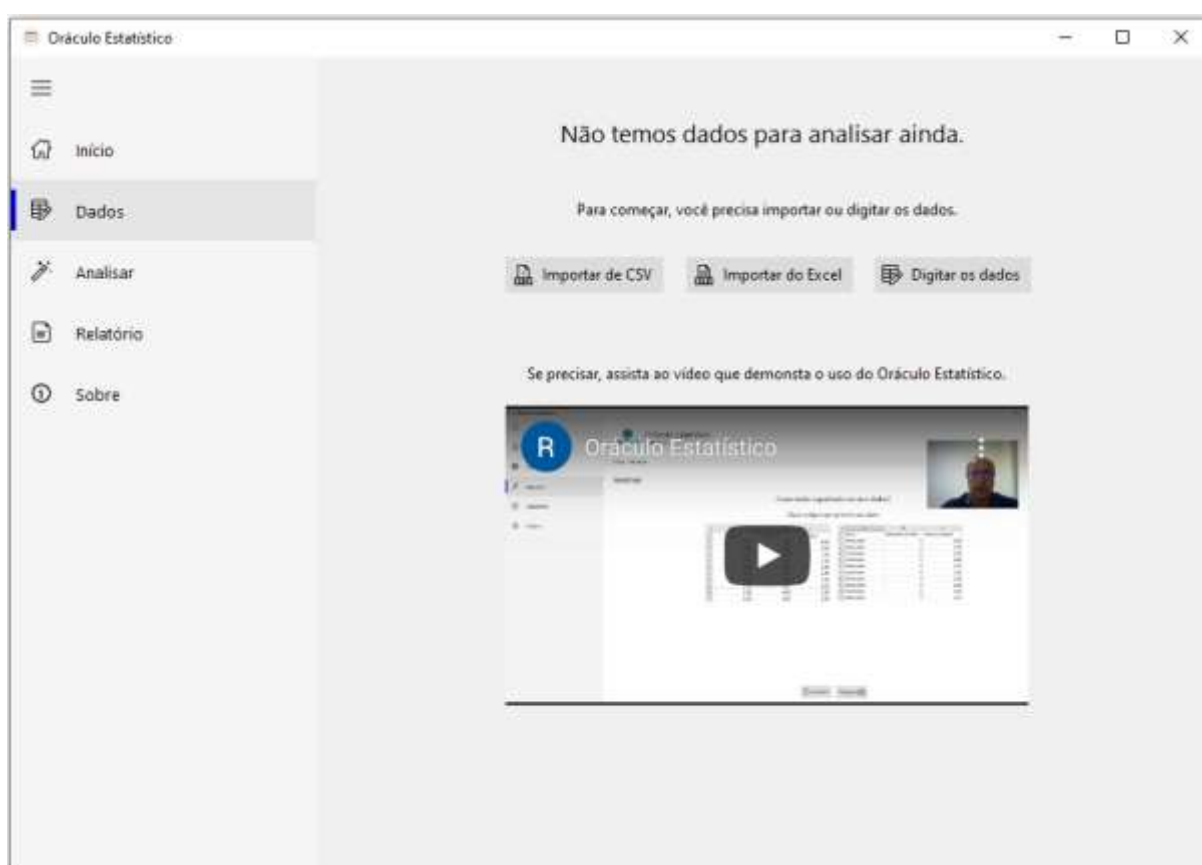 Oráculo Estatístico
Início
Dados
Analisar
Relatório
Sobre
Não temos dados para analisar ainda.
Para começar, você precisa importar ou digitar os dados.
Importar de CSV
Importar do Excel
Digitar os dados
Se precisar, assista ao vídeo que demonsta o uso do Oráculo Estatístico.
R
Oráculo Estatístico